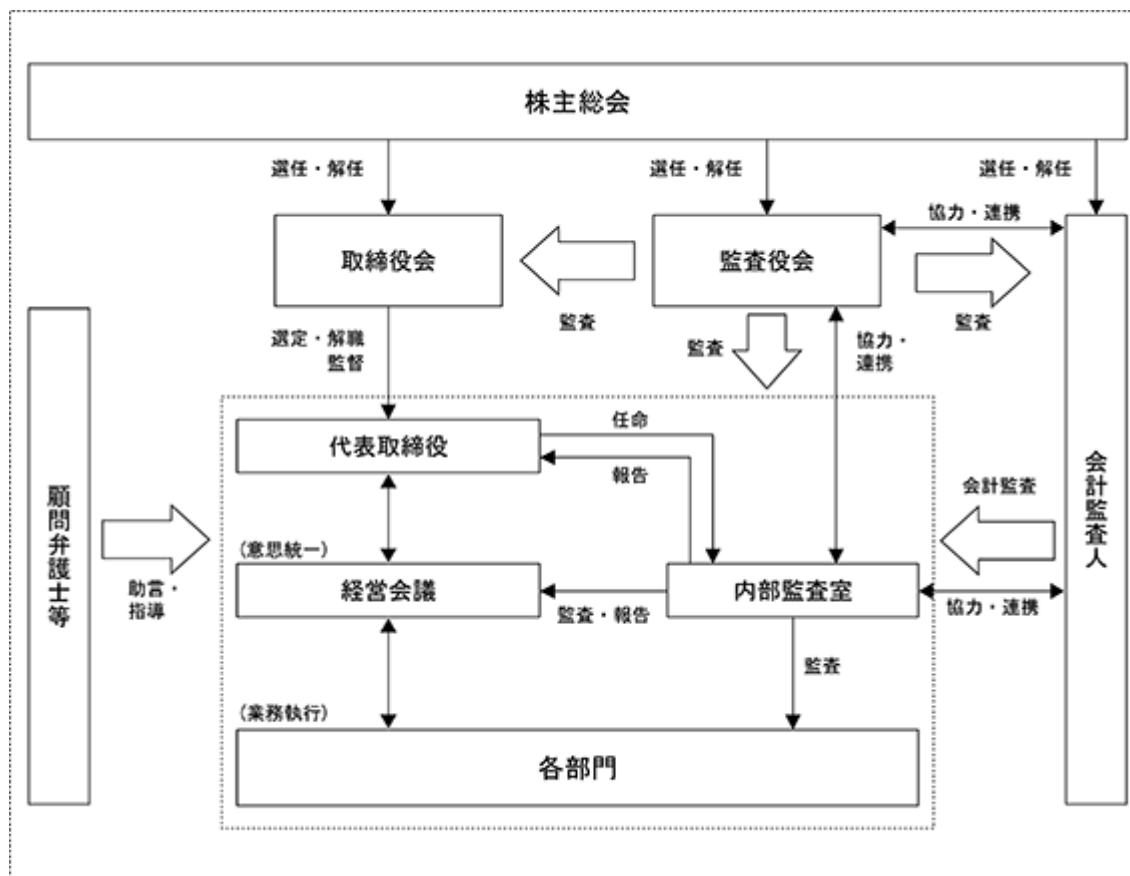 株主総会
選任・解任
選任・解任
選任・解任
協力・連携
取締役会
監査役会
監査
監査
選定・解職
監督
監査
協力・
連携
代表取締役
任命
報告
会計監査
会計監査人
顧問弁護士等
助言・
指導
(意思統一)
経営会議
監査・報告
内部監査室
協力・連携
監査
(業務執行)
各部門